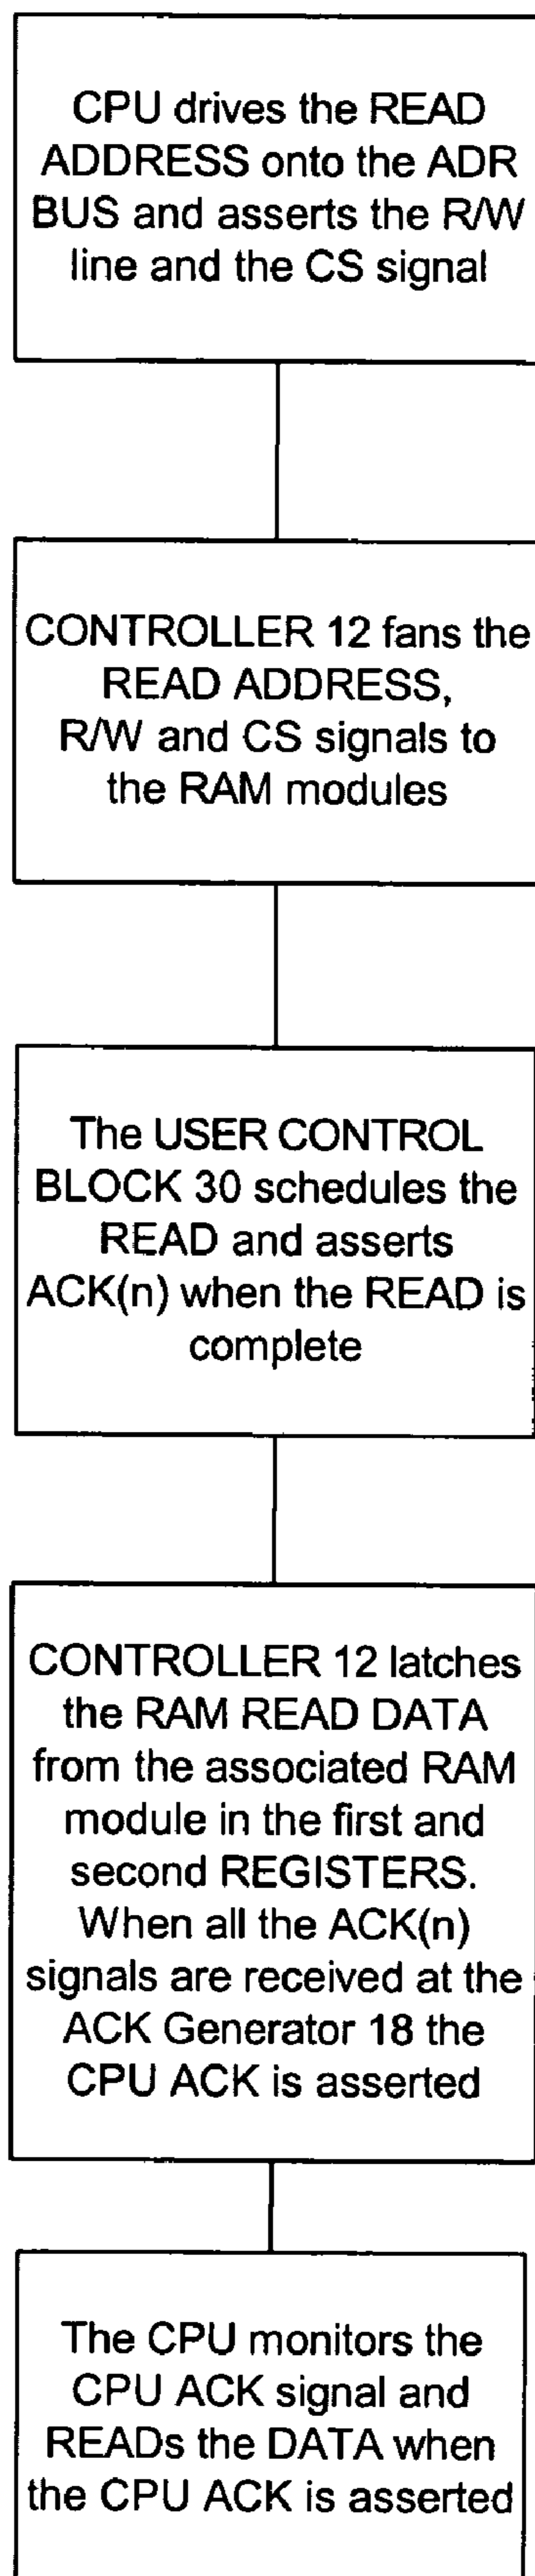 CPU drives the READ
ADDRESS onto the ADR
BUS and asserts the R/W
line and the CS signal
CONTROLLER 12 fans the
READ ADDRESS,
R/W and CS signals to
the RAM modules
The USER CONTROL
BLOCK 30 schedules the
READ and asserts
ACK(n) when the READ is
complete
CONTROLLER 12 latches
the RAM READ DATA
from the associated RAM
module in the first and
second REGISTERS.
When all the ACK(n)
signals are received at the
ACK Generator 18 the
CPU ACK is asserted
The CPU monitors the
CPU ACK signal and
READs the DATA when
the CPU ACK is asserted